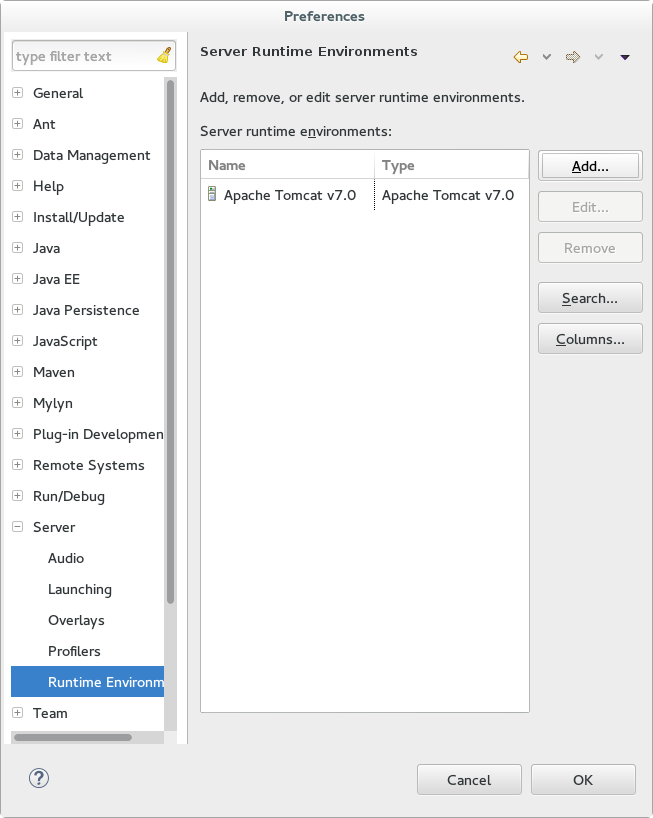 Preferences
type filter text
General
Ant
Data Management
Help
Install/Update
Java
Java EE
Java Persistence
JavaScript
Maven
Mylyn
Plug-in Developmen
Remote Systems
Run/Debug
Server
Audio
Launching
Overlays
Profilers
Runtime Environm
Team
Server Runtime Environments
Add, remove, or edit server runtime environments.
Server runtime environments:
Name Type
Apache Tomcat v7.0 Apache Tomcat v7.0
Add...
Edit...
Remove
Search...
Columns...
?
Cancel OK